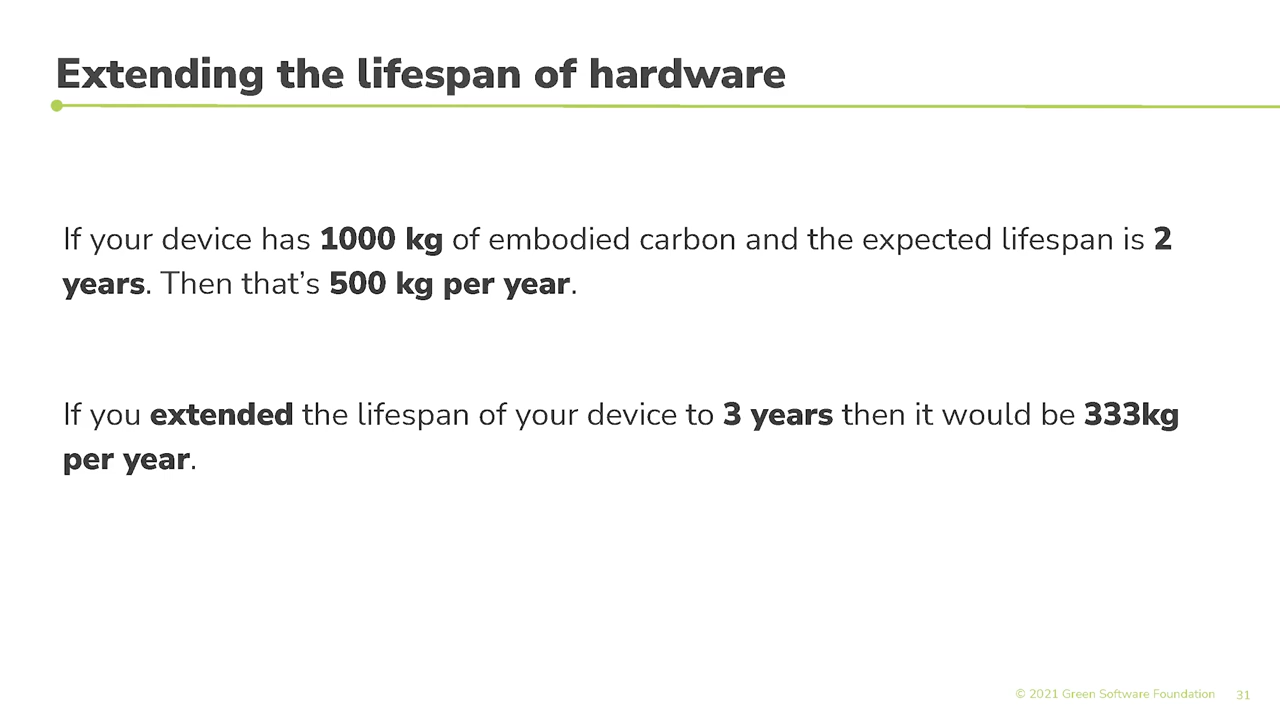 Extending the lifespan of hardware
If your device has 1000 kg of embodied carbon and the expected lifespan is 2
years. Then that’s 500 kg per year.
If you extended the lifespan of your device to 3 years then it would be 333kg
per year.
© 2021 Green Software Foundation 31